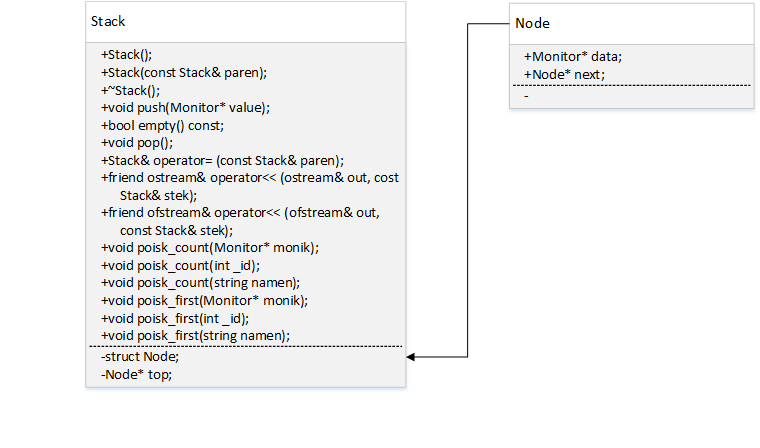 Stack
+Stack();
+Stack(const Stack& paren);
+~Stack();
+void push(Monitor* value);
+bool empty() const;
+void pop();
+Stack& operator= (const Stack& paren);
+friend ostream& operator<< (ostream& out, cost
Stack& stek);
+friend ofstream& operator<< (ofstream& out,
const Stack& stek);
+void poisk_count(Monitor* monik);
+void poisk_count(int _id);
+void poisk_count(string namen);
+void poisk_first(Monitor* monik);
+void poisk_first(int _id);
+void poisk_first(string namen);
-struct Node;
-Node* top;
Node
+Monitor* data;
+Node* next;
-